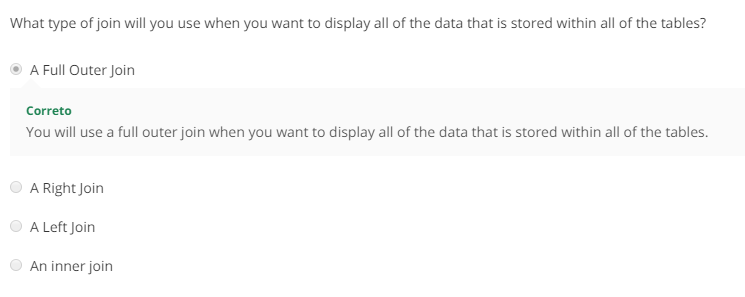 What type of join will you use when you want to display all of the data that is stored within all of the tables?
A Full Outer Join
Correto
You will use a full outer join when you want to display all of the data that is stored within all of the tables.
A Right Join
A Left Join
An inner join